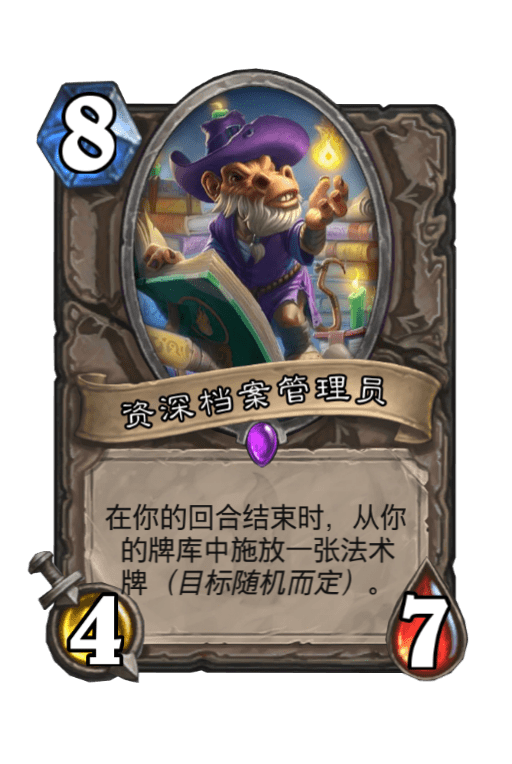 8
资深档案管理员
在你的回合结束时，从你
的牌库中施放一张法术
牌（目标随机而定）。
4
7